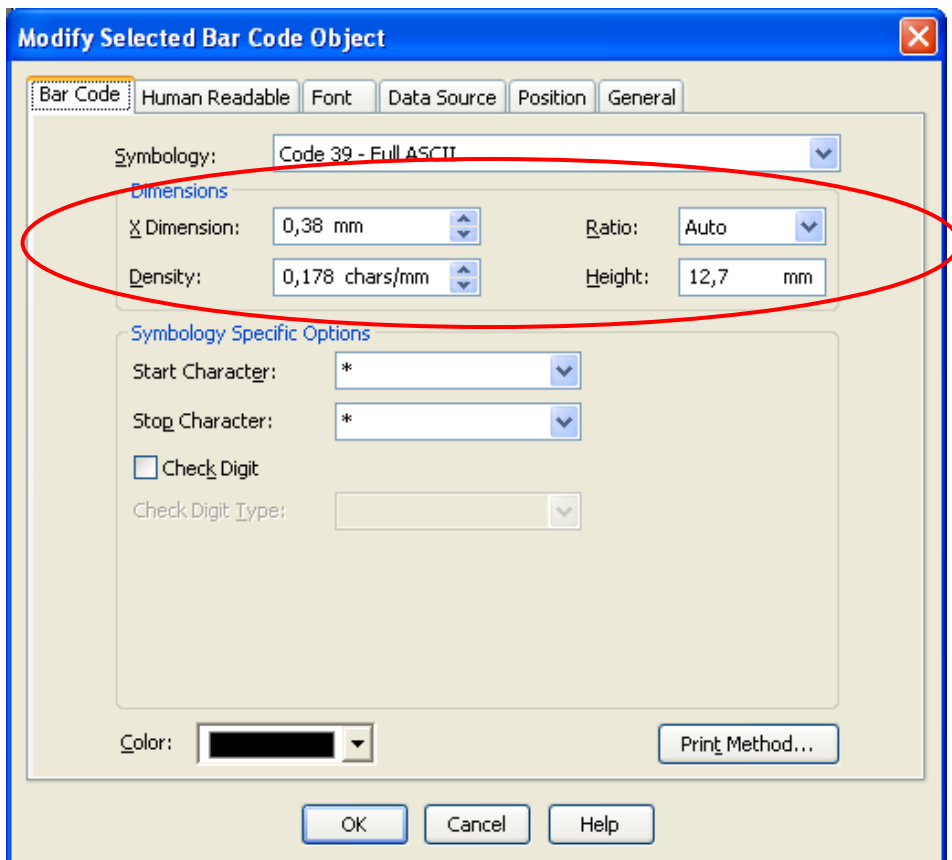 Modify Selected Bar Code Object
Bar Code Human Readable Font Data Source Position General
Symbology: Code 39 - Full ASCII
Dimensions
X Dimension: 0,38 mm Ratio: Auto
Density: 0,178 chars/mm Height: 12,7 mm
Symbology Specific Options
Start Character: *
Stop Character: *
Check Digit
Check Digit Type:
Color: Print Method...
OK Cancel Help